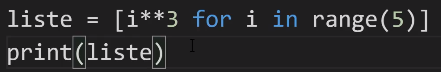 liste = [i**3 for i in range(5)]
print(liste)